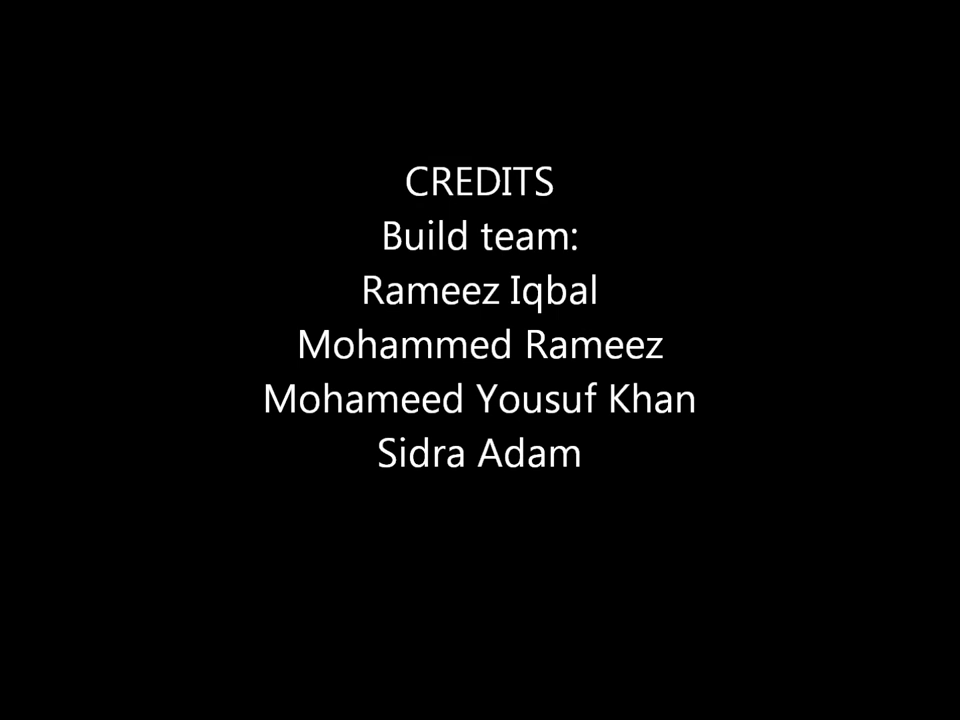 CREDITS
Build team:
Rameez Iqbal
Mohammed Rameez
Mohameed Yousuf Khan
Sidra Adam